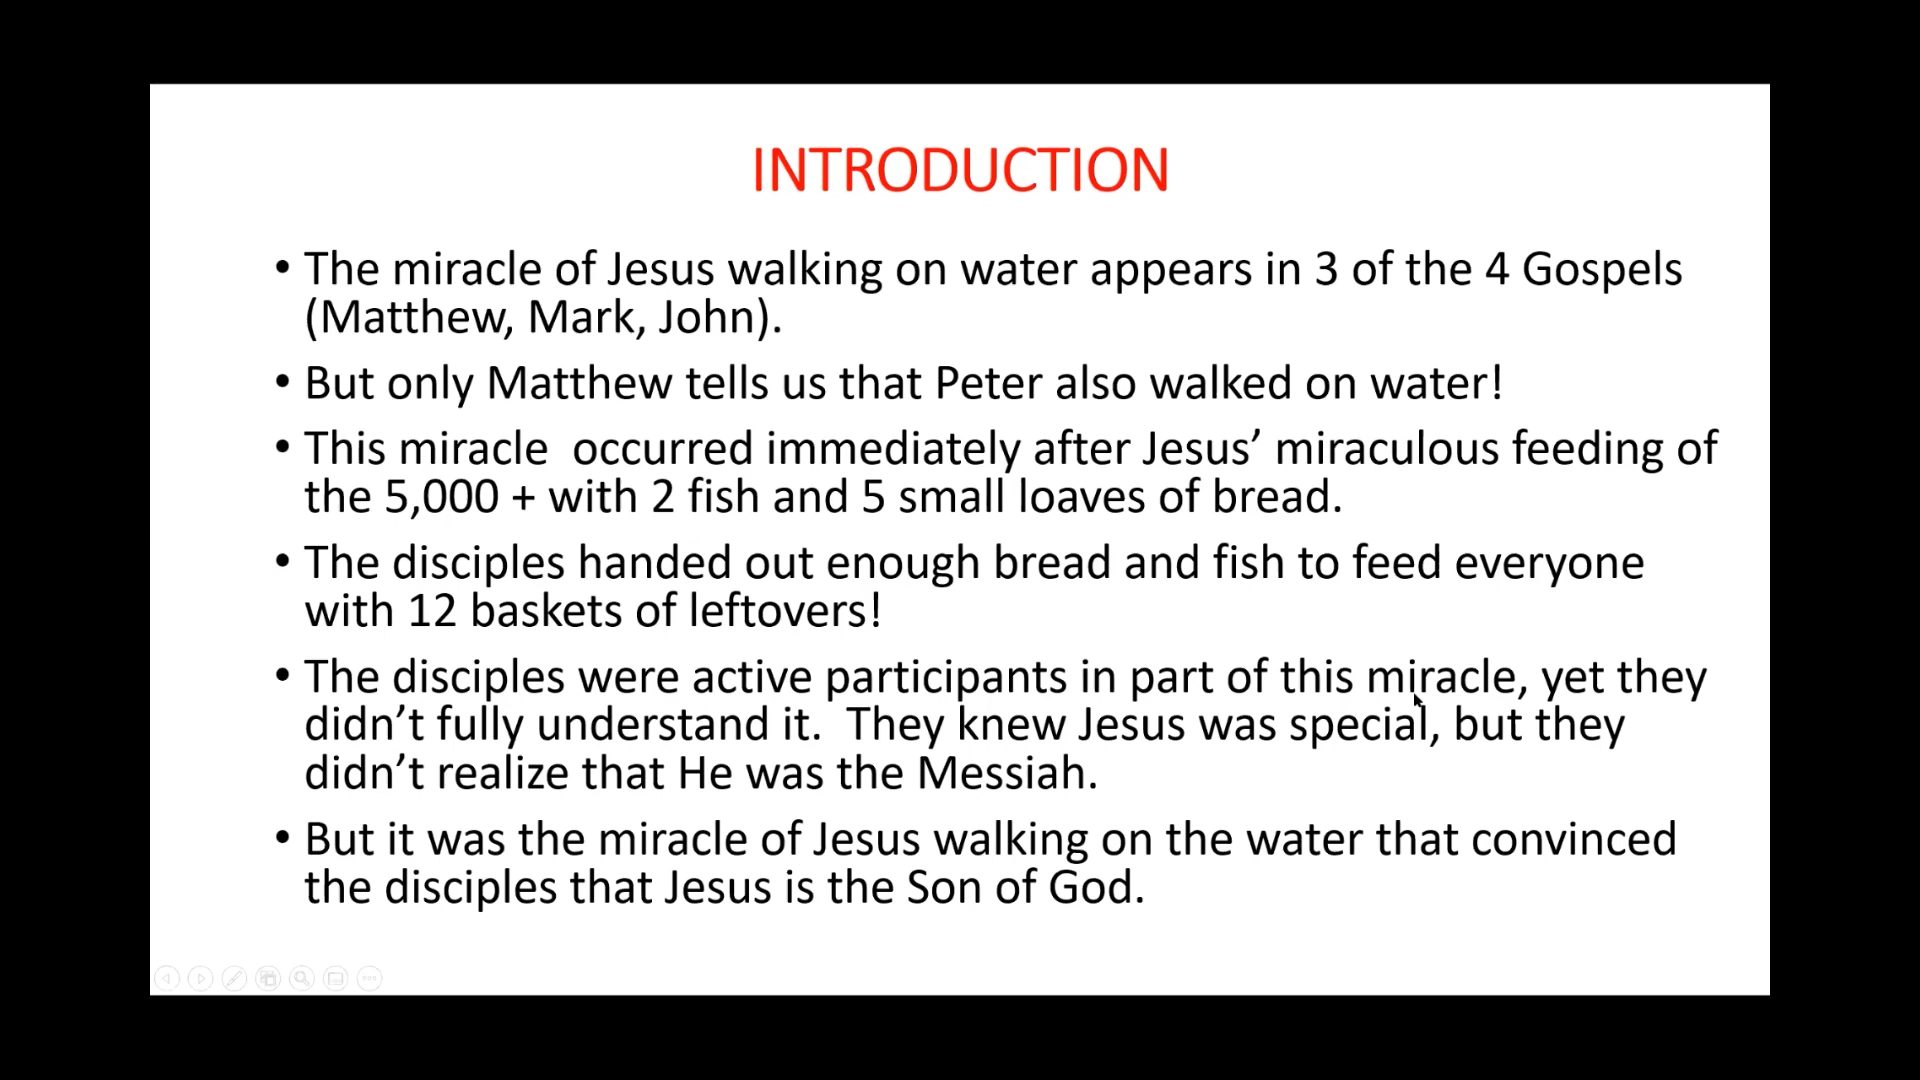 INTRODUCTION
• The miracle of Jesus walking on water appears in 3 of the 4 Gospels
(Matthew, Mark, John).
• But only Matthew tells us that Peter also walked on water!
• This miracle  occurred immediately after Jesus’ miraculous feeding of
the 5,000 + with 2 fish and 5 small loaves of bread.
• The disciples handed out enough bread and fish to feed everyone
with 12 baskets of leftovers!
• The disciples were active participants in part of this miracle, yet they
didn’t fully understand it.  They knew Jesus was special, but they
didn’t realize that He was the Messiah.
• But it was the miracle of Jesus walking on the water that convinced
the disciples that Jesus is the Son of God.